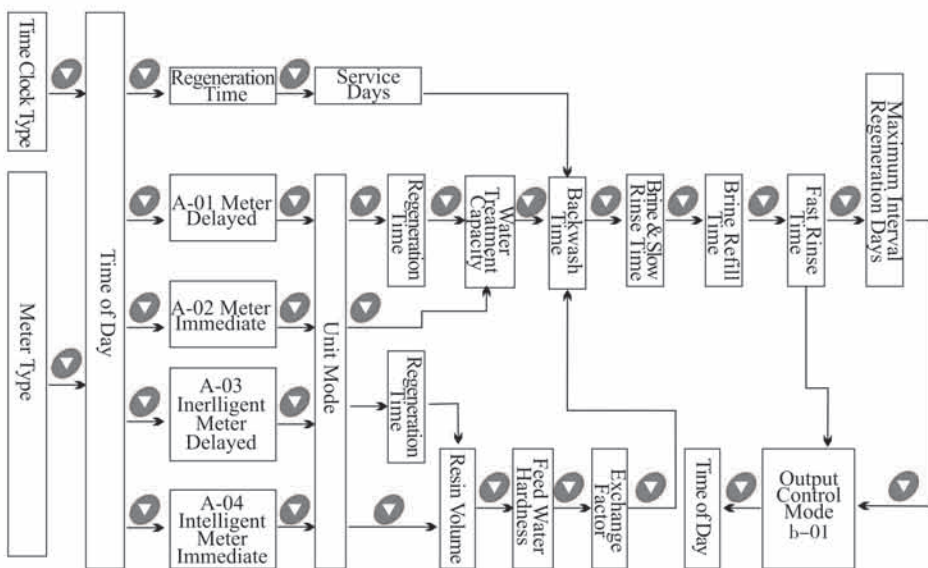 Time Clock Type
Meter Type
Time of Day
Regeneration
Time
Service
Days
A-01 Meter
Delayed
A-02 Meter
Immediate
A-03
Inerlligent
Meter
Delayed
A-04
Intelligent
Meter
Immediate
Unit Mode
Regeneration
Time
Water
Treatment
Capacity
Regeneration
Time
Resin Volume
Feed Water
Hardness
Exchange
Factor
Backwash
Time
Brine & Slow
Rinse Time
Brine Refill
Time
Fast Rinse
Time
Maximum Interval
Regeneration Days
Output
Control
Mode
b-01
Time of Day